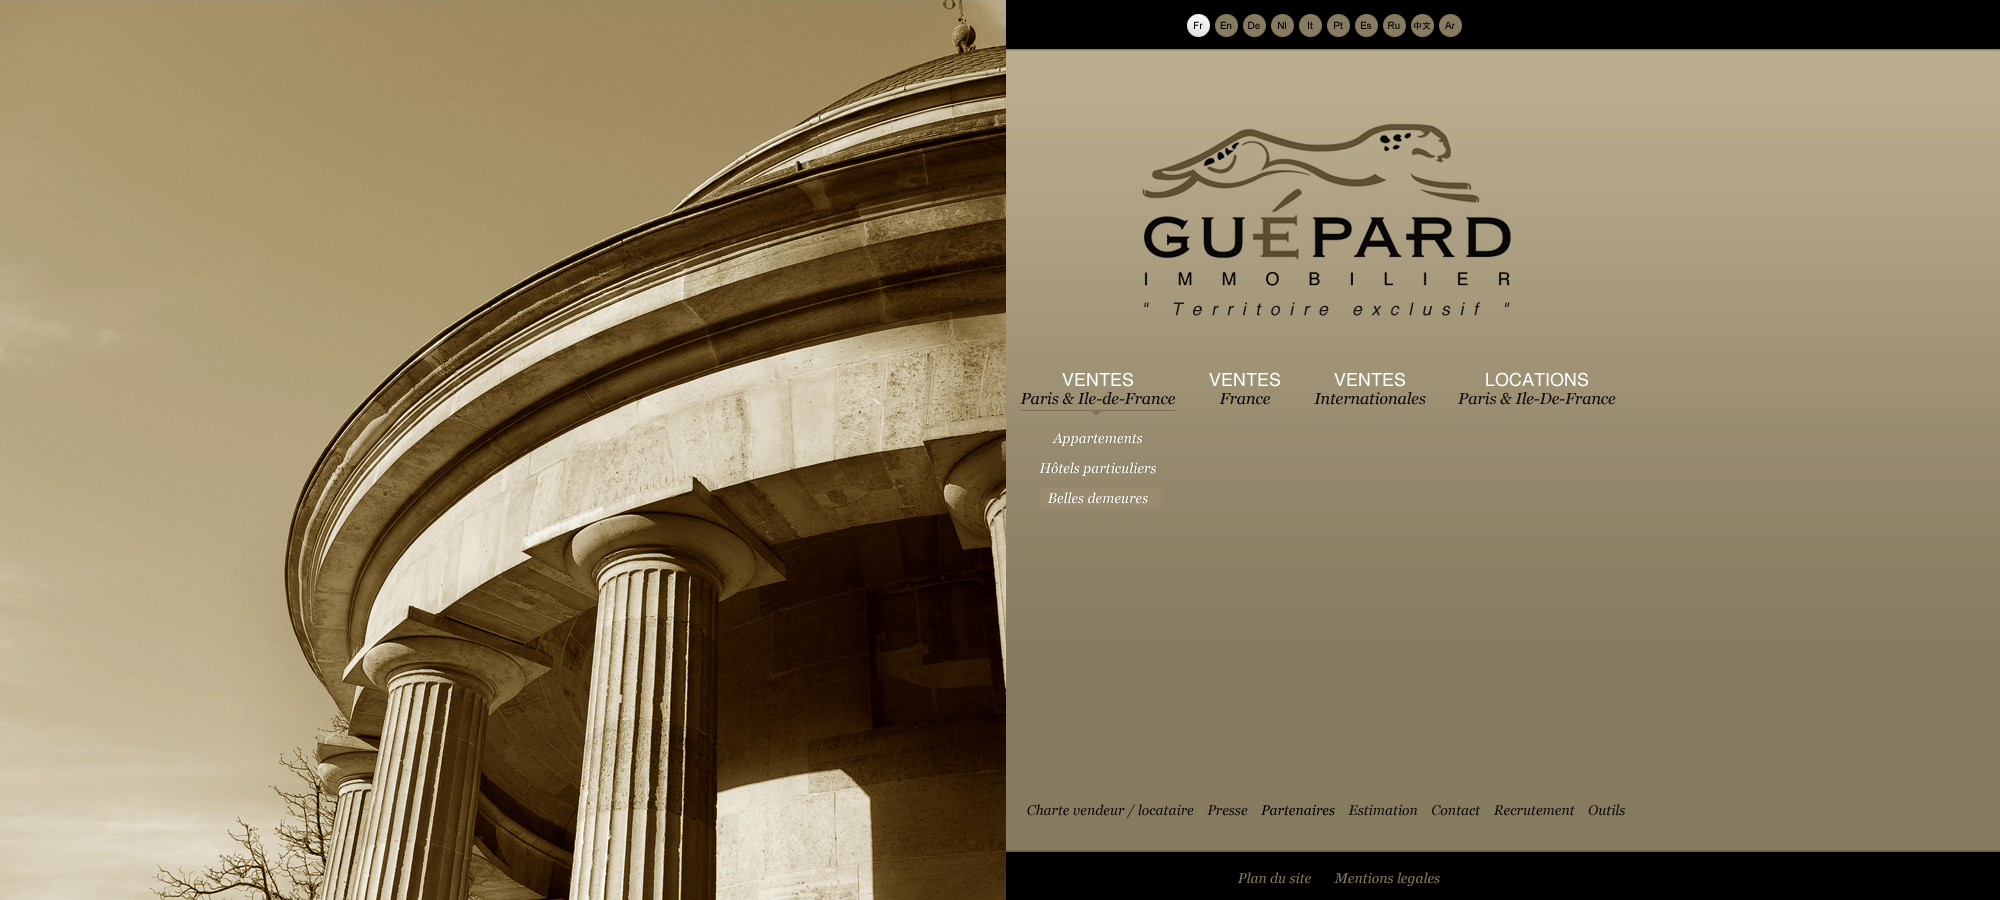 Fr En De Nl It Pt Es Ru 中文 Ar
GUÉPARD
IMMOBILIER
" Territoire exclusif "
VENTES
Paris & Ile-de-France
VENTES
France
VENTES
Internationales
LOCATIONS
Paris & Ile-De-France
Appartements
Hôtels particuliers
Belles demeures
Charte vendeur / locataire Presse Partenaires Estimation Contact Recrutement Outils
Plan du site Mentions legales